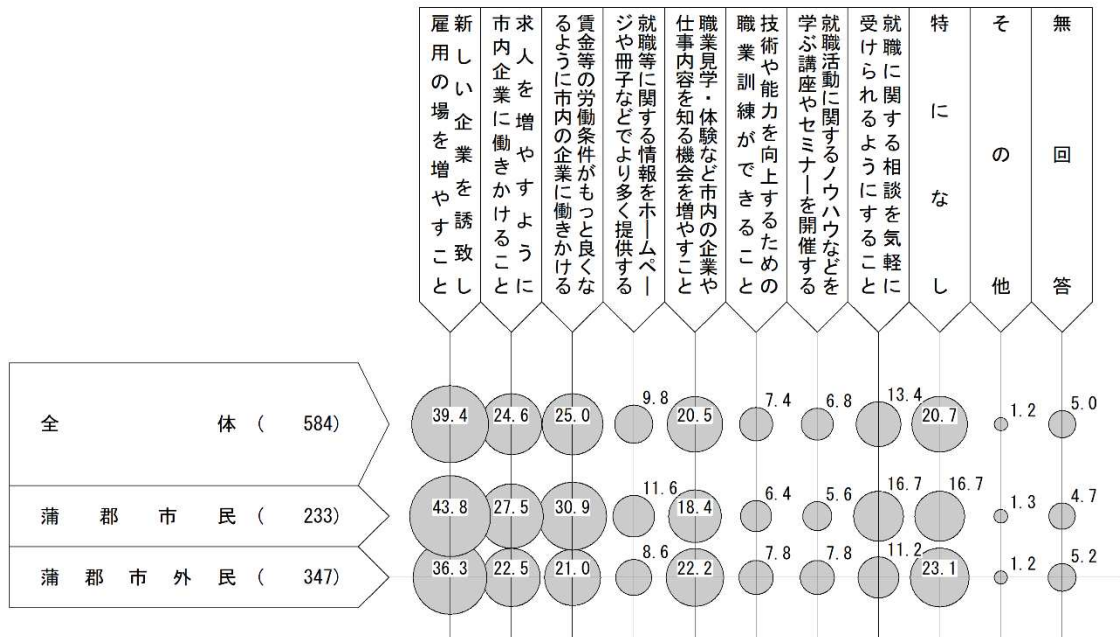 新しい企業を誘致し
雇用の場を増やすこと
求人を増やすように
市内企業に働きかけること
賃金等の労働条件がもっと良くな
るように市内の企業に働きかける
就職等に関する情報をホームペー
ジや冊子などでより多く提供する
職業見学・体験など市内の企業や
仕事内容を知る機会を増やすこと
技術や能力を向上するための
職業訓練ができること
就職活動に関するノウハウなどを
学ぶ講座やセミナーを開催する
就職に関する相談を気軽に
受けられるようにすること
特になし
その他
無回答
全体( 584) 39.4 24.6 25.0 9.8 20.5 7.4 6.8 13.4 20.7 1.2 5.0
蒲郡市民( 233) 43.8 27.5 30.9 11.6 18.4 6.4 5.6 16.7 16.7 1.3 4.7
蒲郡市外民( 347) 36.3 22.5 21.0 8.6 22.2 7.8 7.8 11.2 23.1 1.2 5.2